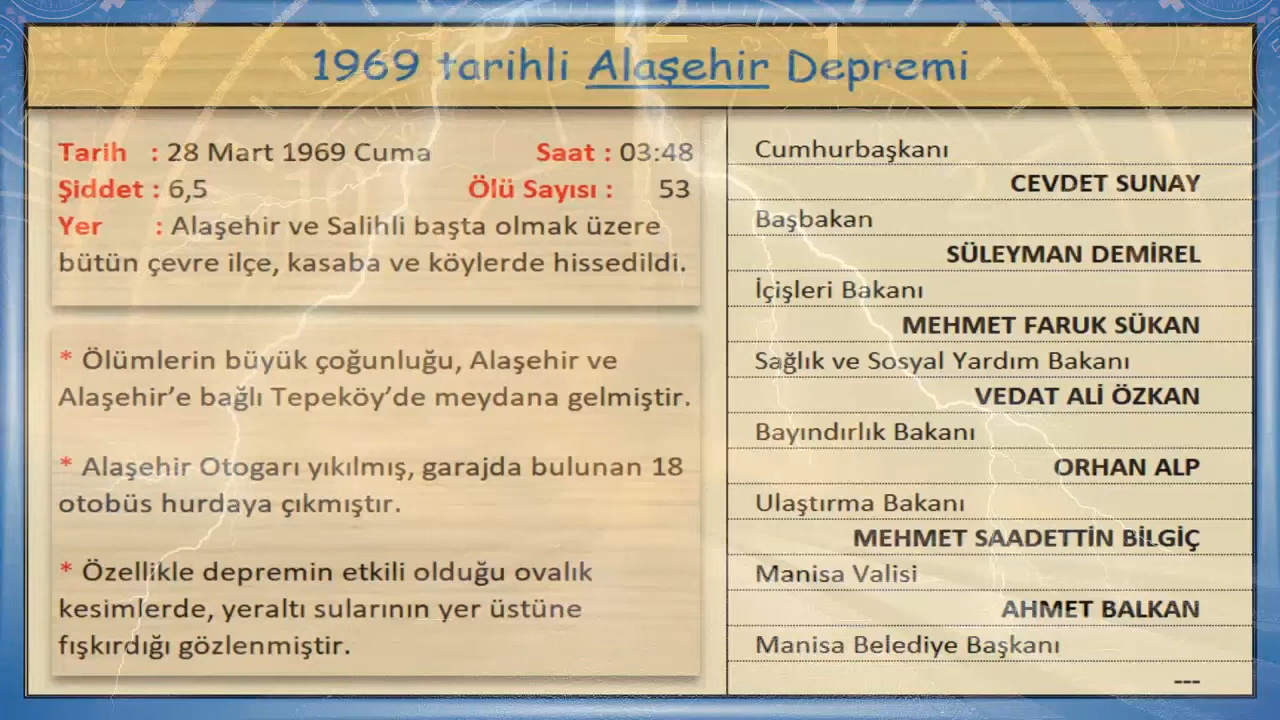 1969 tarihli Alaşehir Depremi
Tarih : 28 Mart 1969 Cuma Saat : 03:48
Şiddet : 6,5 Ölü Sayısı : 53
Yer : Alaşehir ve Salihli başta olmak üzere
bütün çevre ilçe, kasaba ve köylerde hissedildi.
* Ölümlerin büyük çoğunluğu, Alaşehir ve
Alaşehir’e bağlı Tepeköy’de meydana gelmiştir.
* Alaşehir Otogarı yıkılmış, garajda bulunan 18
otobüs hurdaya çıkmıştır.
* Özellikle depremin etkili olduğu ovalık
kesimlerde, yeraltı sularının yer üstüne
fışkırdığı gözlenmiştir.
Cumhurbaşkanı
CEVDET SUNAY
Başbakan
SÜLEYMAN DEMİREL
İçişleri Bakanı
MEHMET FARUK SÜKAN
Sağlık ve Sosyal Yardım Bakanı
VEDAT ALİ ÖZKAN
Bayındırlık Bakanı
ORHAN ALP
Ulaştırma Bakanı
MEHMET SAADETTİN BİLGİÇ
Manisa Valisi
AHMET BALKAN
Manisa Belediye Başkanı
---